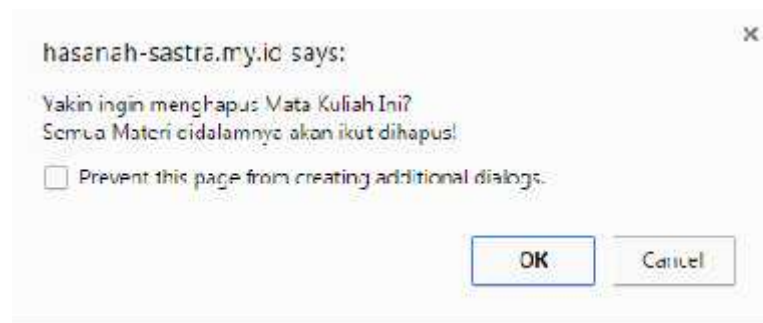 hasanah-sastra.my.id says:
Yakin ingin menghapus Mata Kuliah Ini?
Semua Materi didalamnya akan ikut dihapus!
Prevent this page from creating additional dialogs.
OK
Cancel